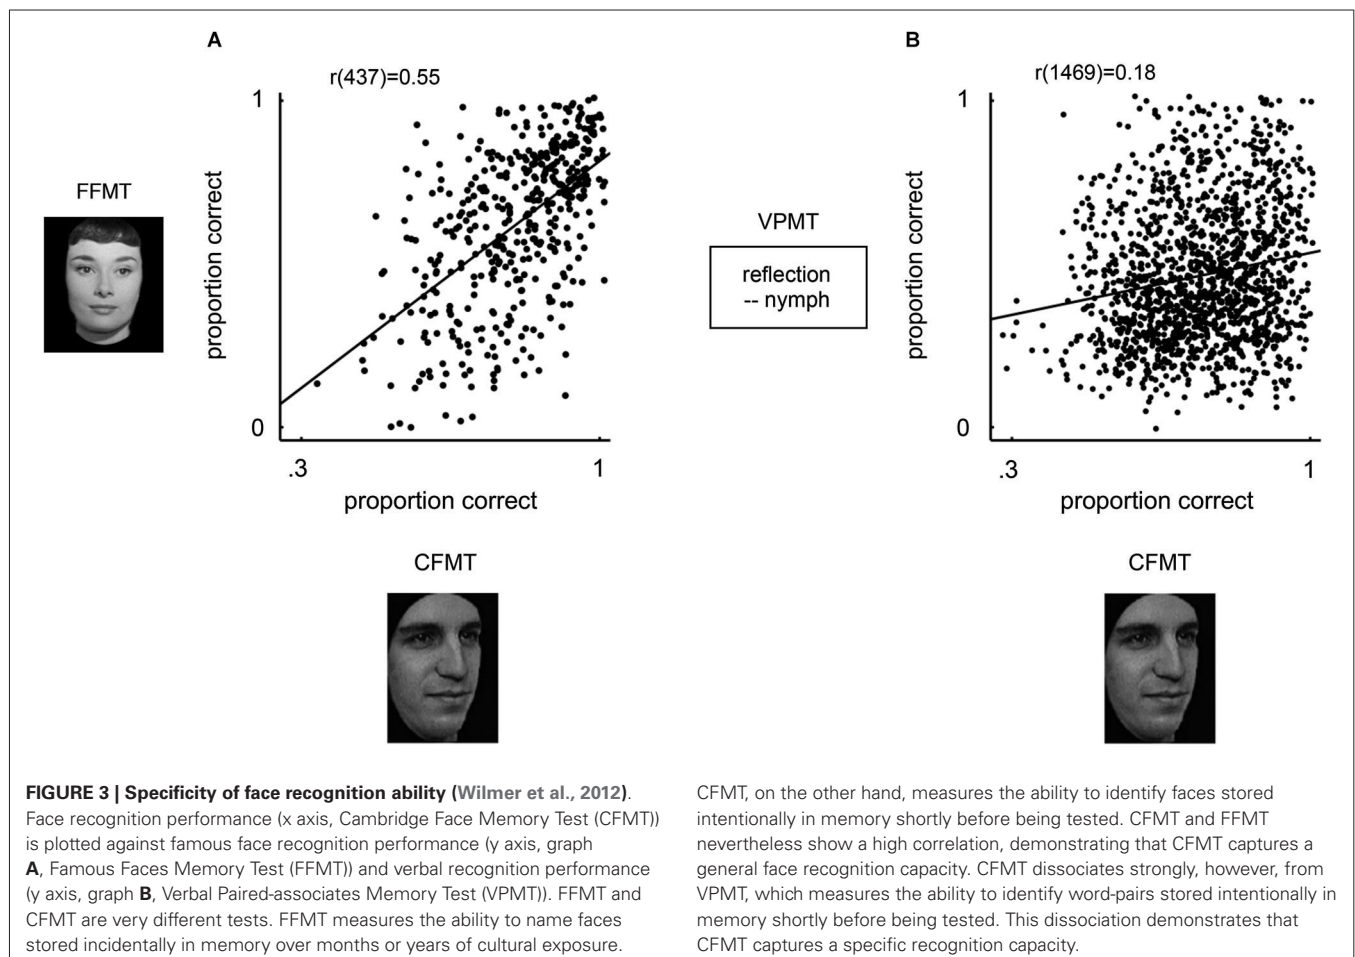 A
r(437)=0.55
1
FFMT
proportion correct
0
.3
1
proportion correct
CFMT
B
r(1469)=0.18
1
VPMT
reflection
-- nymph
proportion correct
0
.3
1
proportion correct
CFMT
FIGURE 3 | Specificity of face recognition ability (Wilmer et al., 2012).
Face recognition performance (x axis, Cambridge Face Memory Test (CFMT))
is plotted against famous face recognition performance (y axis, graph
A, Famous Faces Memory Test (FFMT)) and verbal recognition performance
(y axis, graph B, Verbal Paired-associates Memory Test (VPMT)). FFMT and
CFMT are very different tests. FFMT measures the ability to name faces
stored incidentally in memory over months or years of cultural exposure.
CFMT, on the other hand, measures the ability to identify faces stored
intentionally in memory shortly before being tested. CFMT and FFMT
nevertheless show a high correlation, demonstrating that CFMT captures a
general face recognition capacity. CFMT dissociates strongly, however, from
VPMT, which measures the ability to identify word-pairs stored intentionally in
memory shortly before being tested. This dissociation demonstrates that
CFMT captures a specific recognition capacity.